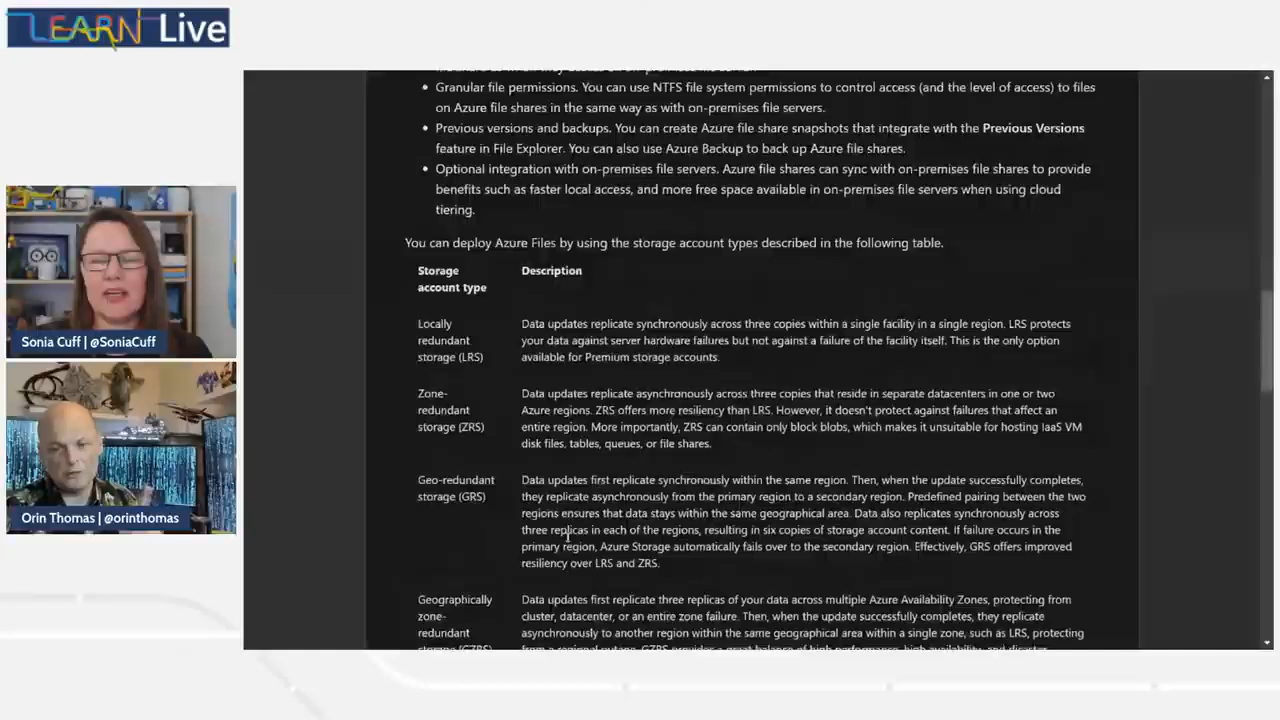 LEARN Live
Granular file permissions. You can use NTFS file system permissions to control access (and the level of access) to files
on Azure file shares in the same way as with on-premises file servers.
Previous versions and backups. You can create Azure file share snapshots that integrate with the Previous Versions
feature in File Explorer. You can also use Azure Backup to back up Azure file shares.
Optional integration with on-premises file servers. Azure file shares can sync with on-premises file shares to provide
benefits such as faster local access, and more free space available in on-premises file servers when using cloud
tiering.
You can deploy Azure Files by using the storage account types described in the following table.
Storage
account type
Description
Locally
redundant
storage (LRS)
Data updates replicate synchronously across three copies within a single facility in a single region. LRS protects
your data against server hardware failures but not against a failure of the facility itself. This is the only option
available for Premium storage accounts.
Zone-
redundant
storage (ZRS)
Data updates replicate asynchronously across three copies that reside in separate datacenters in one or two
Azure regions. ZRS offers more resiliency than LRS. However, it doesn't protect against failures that affect an
entire region. More importantly, ZRS can contain only block blobs, which makes it unsuitable for hosting IaaS VM
disk files, tables, queues, or file shares.
Geo-redundant
storage (GRS)
Data updates first replicate synchronously within the same region. Then, when the update successfully completes,
they replicate asynchronously from the primary region to a secondary region. Predefined pairing between the two
regions ensures that data stays within the same geographical area. Data also replicates synchronously across
three replicas in each of the regions, resulting in six copies of storage account content. If failure occurs in the
primary region, Azure Storage automatically fails over to the secondary region. Effectively, GRS offers improved
resiliency over LRS and ZRS.
Geographically
zone-
redundant
storage (GZRS)
Data updates first replicate three replicas of your data across multiple Azure Availability Zones, protecting from
cluster, datacenter, or an entire zone failure. Then, when the update successfully completes, they replicate
asynchronously to another region within the same geographical area within a single zone, such as LRS, protecting
from a regional outage. GZRS provides a great balance of high performance, high availability, and disaster
Sonia Cuff | @SoniaCuff
Orin Thomas | @orinthomas